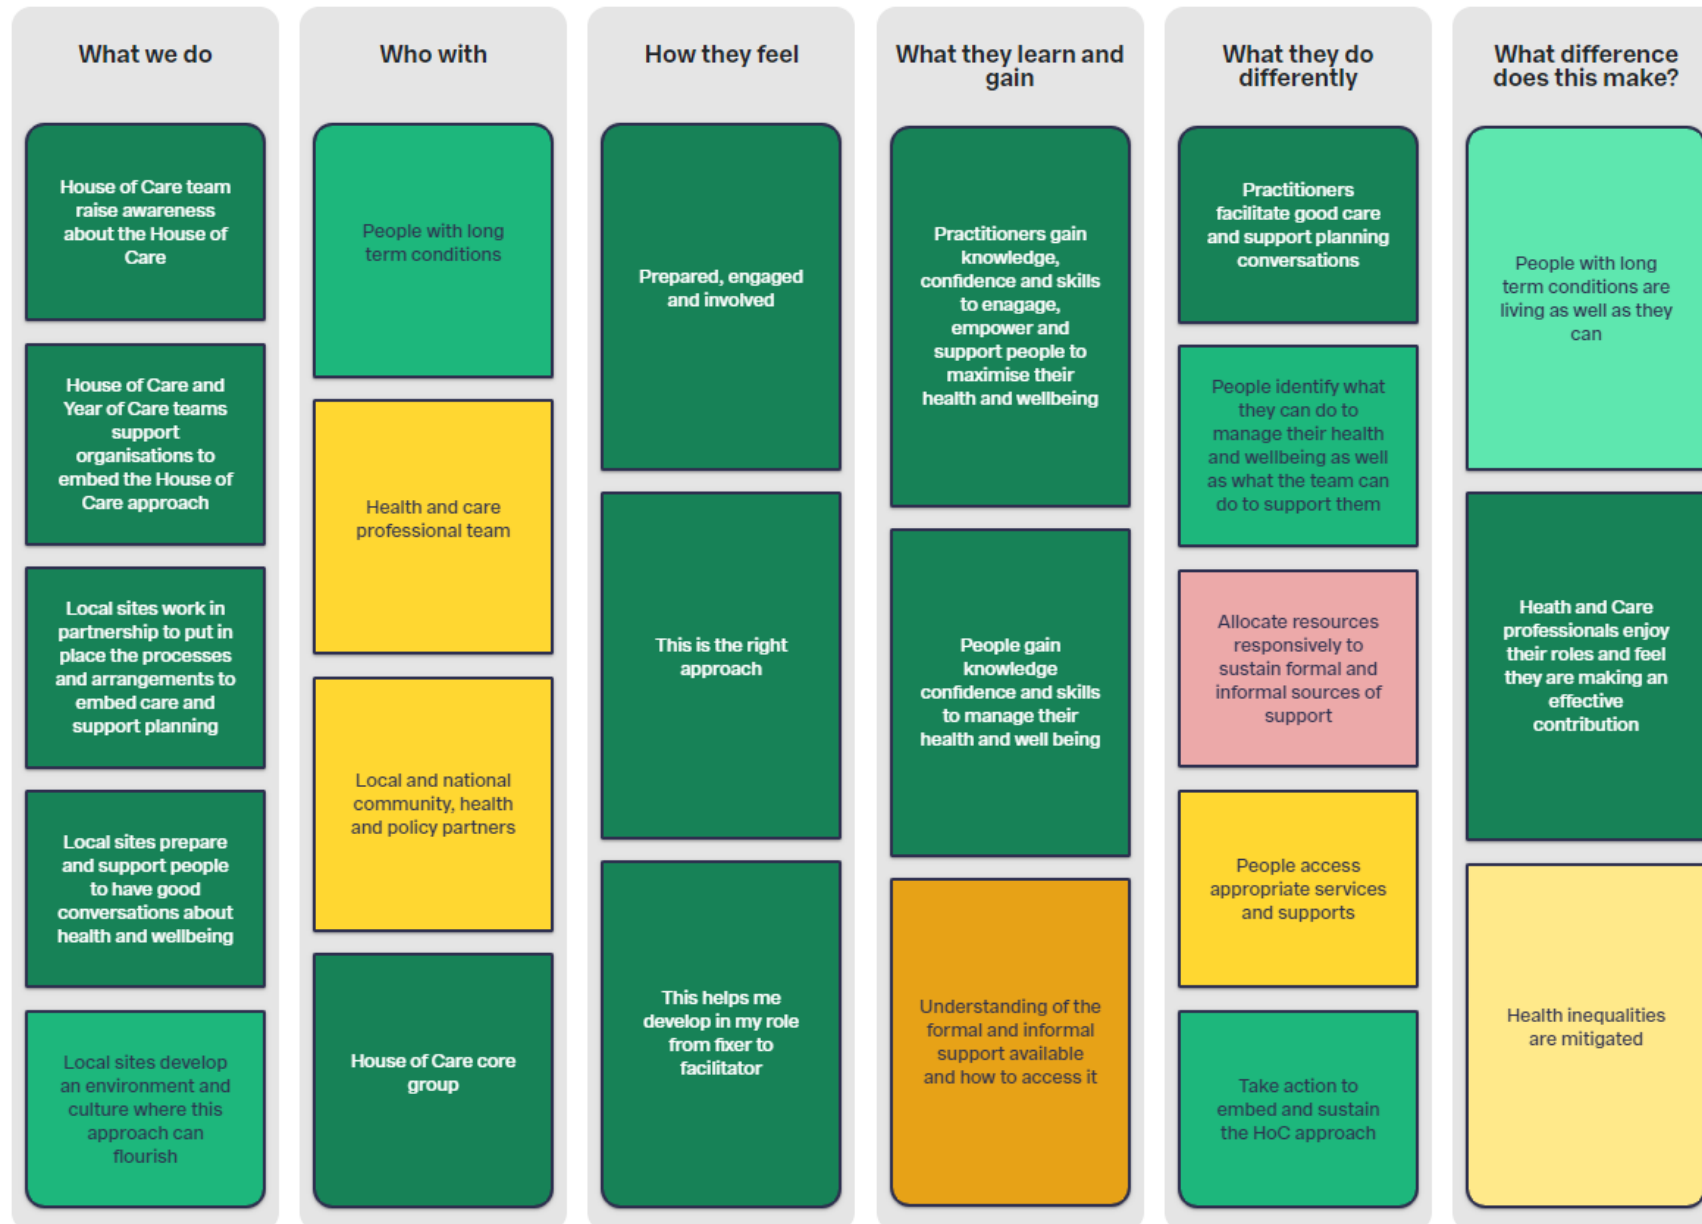 What we do
House of Care team
raise awareness
about the House of
Care
House of Care and
Year of Care teams
support
organisations to
embed the House of
Care approach
Local sites work in
partnership to put in
place the processes
and arrangements to
embed care and
support planning
Local sites prepare
and support people
to have good
conversations about
health and wellbeing
Local sites develop
an environment and
culture where this
approach can
flourish
Who with
People with long
term conditions
Health and care
professional team
Local and national
community, health
and policy partners
House of Care core
group
How they feel
Prepared, engaged
and involved
This is the right
approach
This helps me
develop in my role
from fixer to
facilitator
What they learn and
gain
Practitioners gain
knowledge,
confidence and skills
to enagage,
empower and
support people to
maximise their
health and wellbeing
People gain
knowledge
confidence and skills
to manage their
health and well being
Understanding of the
formal and informal
support available
and how to access it
What they do
differently
Practitioners
facilitate good care
and support planning
conversations
People identify what
they can do to
manage their health
and wellbeing as well
as what the team can
do to support them
Allocate resources
responsively to
sustain formal and
informal sources of
support
People access
appropriate services
and supports
Take action to
embed and sustain
the HoC approach
What difference
does this make?
People with long
term conditions are
living as well as they
can
Heath and Care
professionals enjoy
their roles and feel
they are making an
effective
contribution
Health inequalities
are mitigated